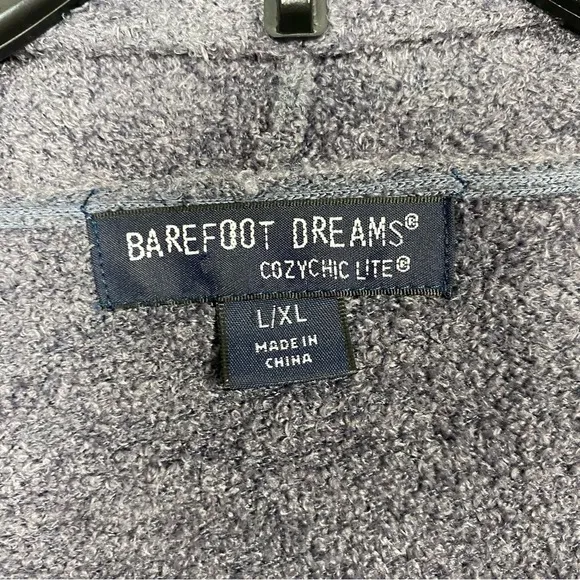 BAREFOOT DREAMS®
COZYCHIC LITE®
L/XL
MADE IN
CHINA